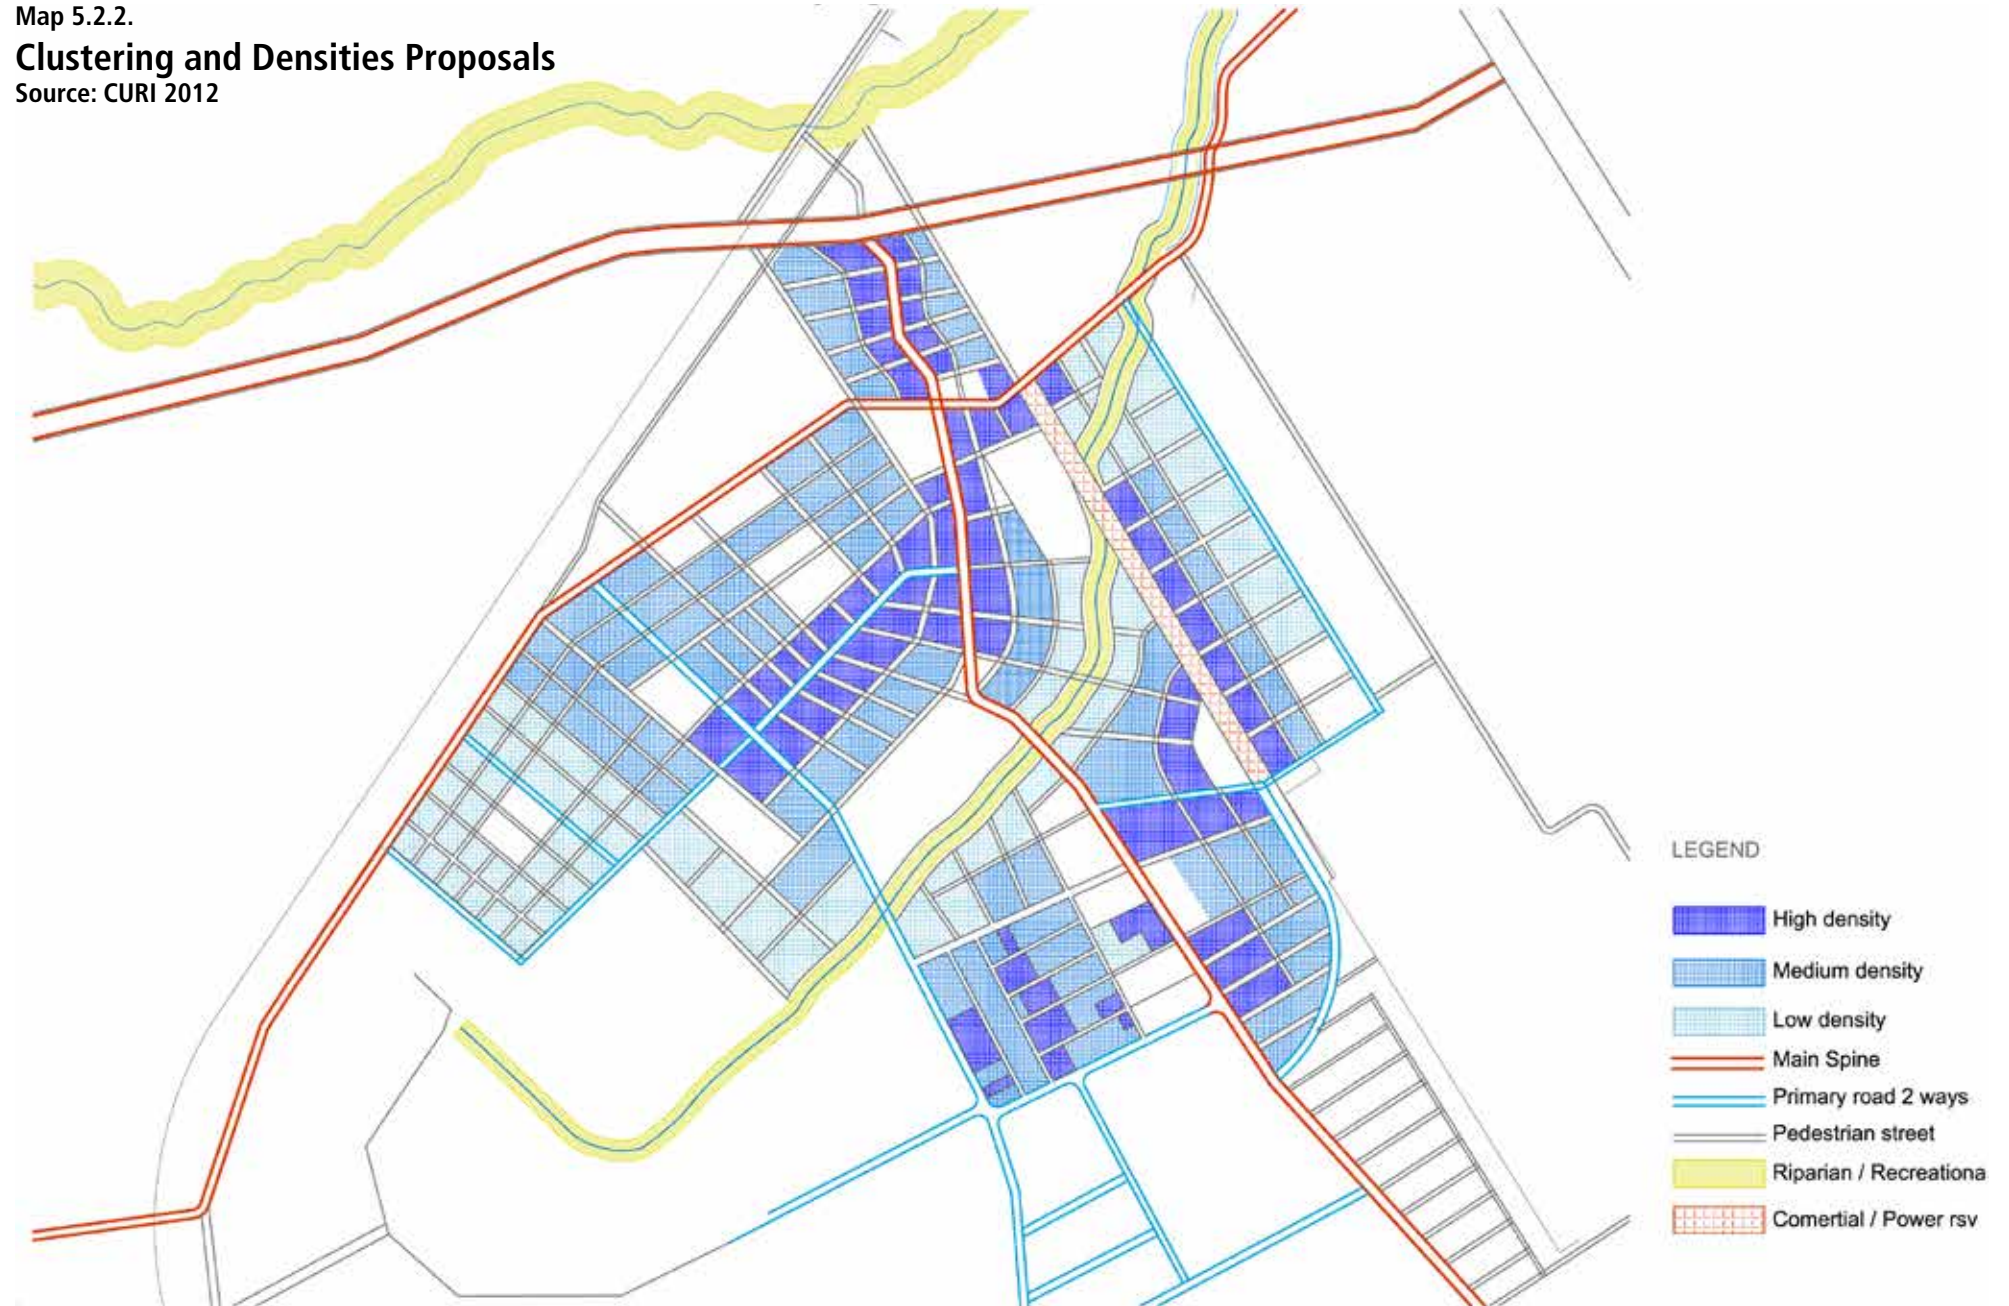 Map 5.2.2.
Clustering and Densities Proposals
Source: CURI 2012
LEGEND
High density
Medium density
Low density
Main Spine
Primary road 2 ways
Pedestrian street
Riparian / Recreationa
Comertial / Power rsv